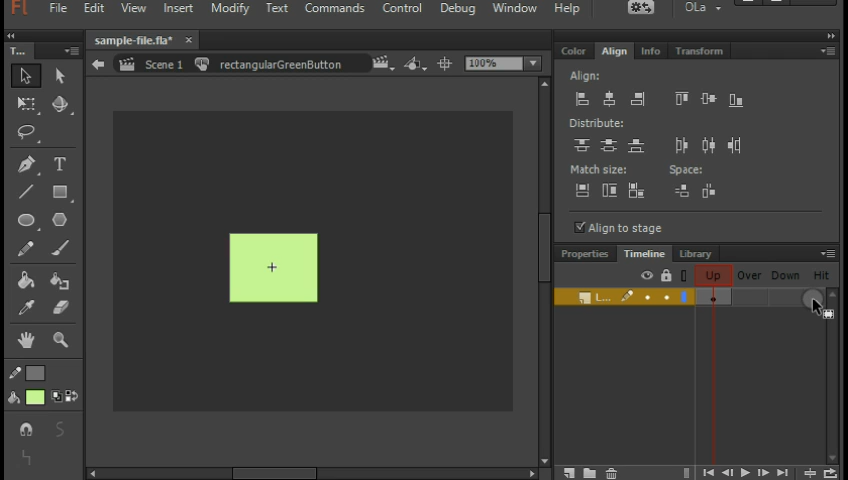 Fl File Edit View Insert Modify Text Commands Control Debug Window Help OLa
T...
sample-file.fla*
Scene 1 rectangularGreenButton 100%
Color Align Info Transform
Align:
Distribute:
Match size: Space:
Align to stage
Properties Timeline Library
Up Over Down Hit
L...
T